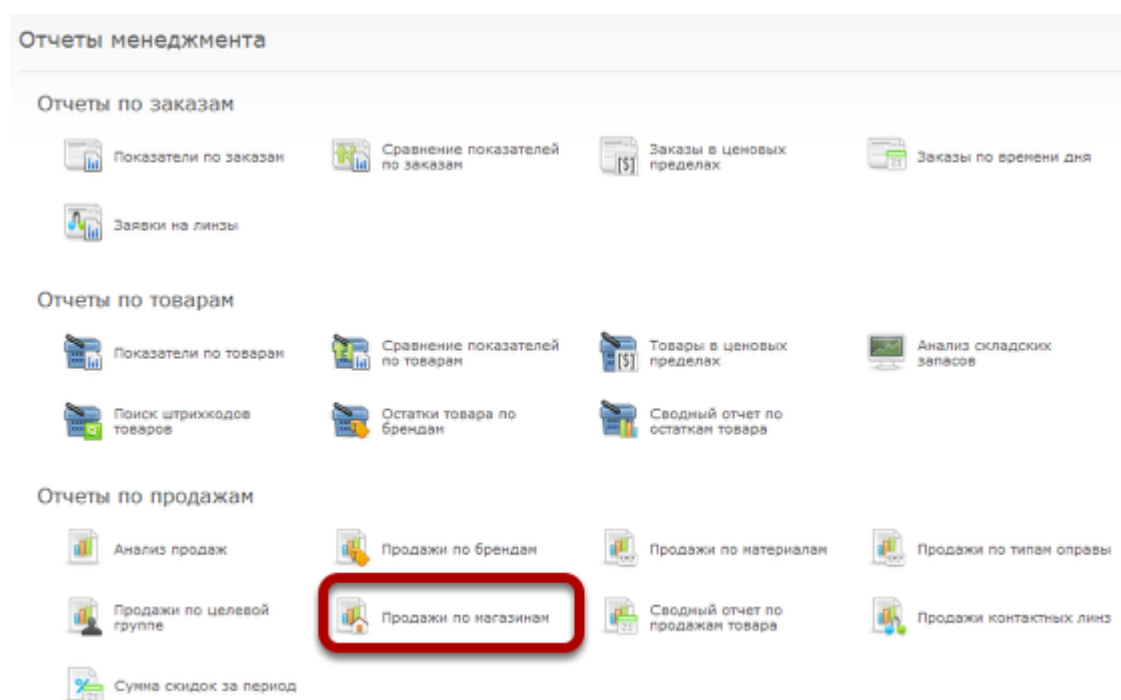 Отчеты менеджмента
Отчеты по заказам
Показатели по заказам
Сравнение показателей
по заказам
Заказы в ценовых
пределах
Заказы по времени дня
Заявки на линзы
Отчеты по товарам
Показатели по товарам
Сравнение показателей
по товарам
Товары в ценовых
пределах
Анализ складских
запасов
Поиск штрихкодов
товаров
Остатки товара по
брендам
Сводный отчет по
остаткам товара
Отчеты по продажам
Анализ продаж
Продажи по брендам
Продажи по материалам
Продажи по типам оправы
Продажи по целевой
группе
Продажи по магазинам
Сводный отчет по
продажам товара
Продажи контактных линз
Сумма скидок за период